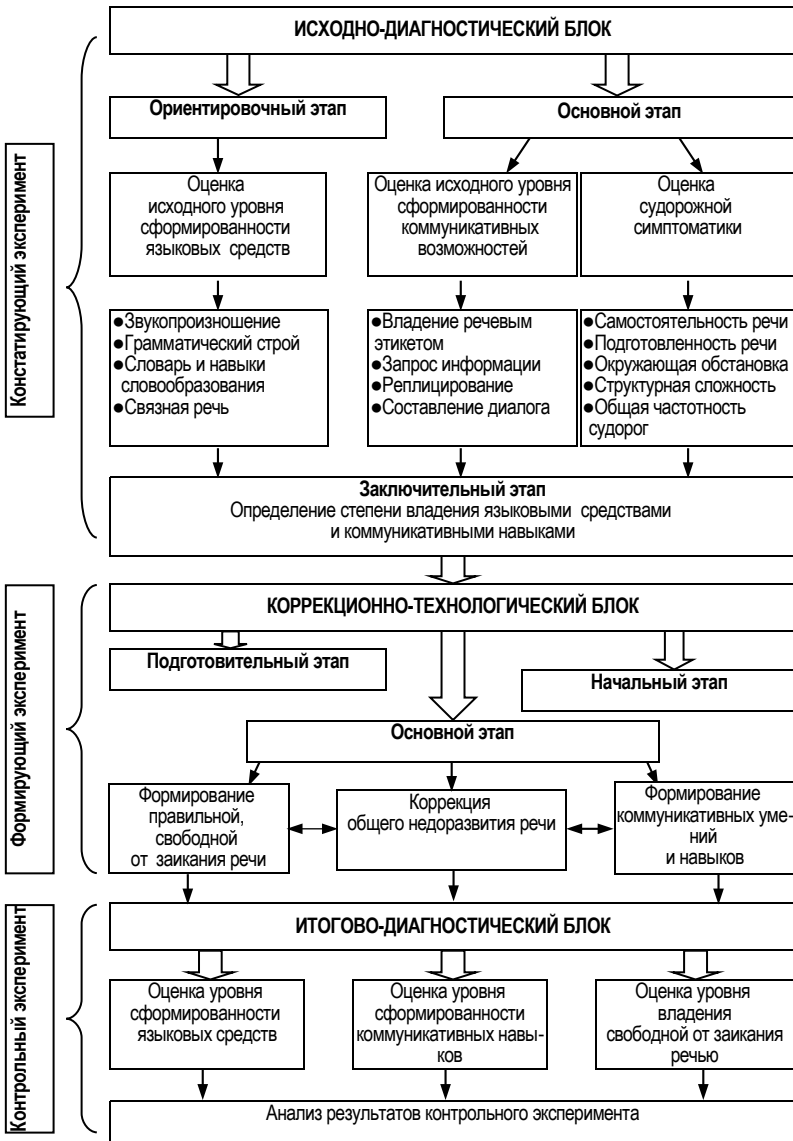 Констатирующий эксперимент
ИСХОДНО-ДИАГНОСТИЧЕСКИЙ БЛОК
Ориентировочный этап
Основной этап
Оценка
исходного уровня
сформированности
языковых средств
Оценка исходного уровня
сформированности
коммуникативных
возможностей
Оценка
судорожной
симптоматики
●Звукопроизношение
●Грамматический строй
●Словарь и навыки
словообразования
●Связная речь
●Владение речевым
этикетом
●Запрос информации
●Реплицирование
●Составление диалога
●Самостоятельность речи
●Подготовленность речи
●Окружающая обстановка
●Структурная сложность
●Общая частотность
судорог
Заключительный этап
Определение степени владения языковыми средствами
и коммуникативными навыками
Формирующий эксперимент
КОРРЕКЦИОННО-ТЕХНОЛОГИЧЕСКИЙ БЛОК
Подготовительный этап
Начальный этап
Основной этап
Формирование
правильной,
свободной
от заикания речи
Коррекция
общего недоразвития речи
Формирование
коммуникативных уме-
ний
и навыков
Контрольный эксперимент
ИТОГОВО-ДИАГНОСТИЧЕСКИЙ БЛОК
Оценка уровня
сформированности
языковых средств
Оценка уровня
сформированности
коммуникативных навы-
ков
Оценка уровня
владения
свободной от заикания
речью
Анализ результатов контрольного эксперимента